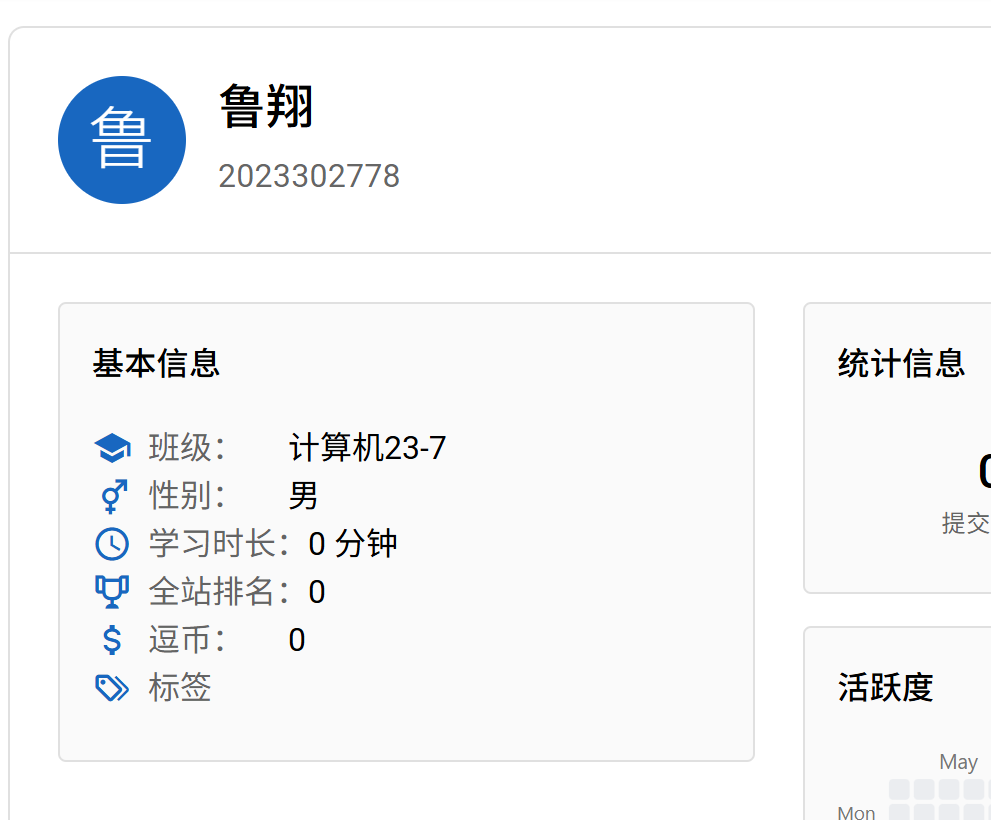 鲁
鲁翔
2023302778
基本信息
班级： 计算机23-7
性别： 男
学习时长： 0 分钟
全站排名： 0
逗币： 0
标签
统计信息
提交
活跃度
May
Mon